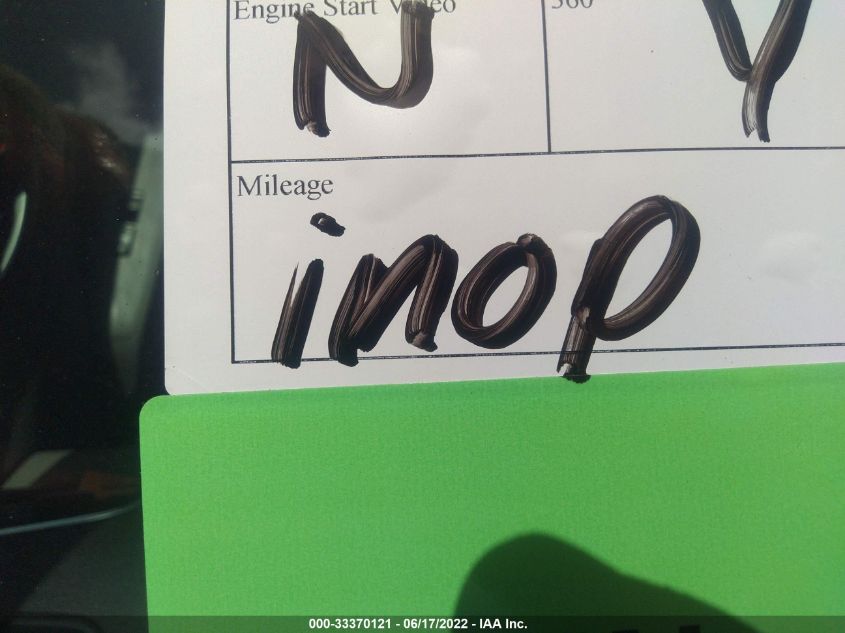 Engine Start Video
360
N
Y
Mileage
inop
000-33370121 - 06/17/2022 - IAA Inc.